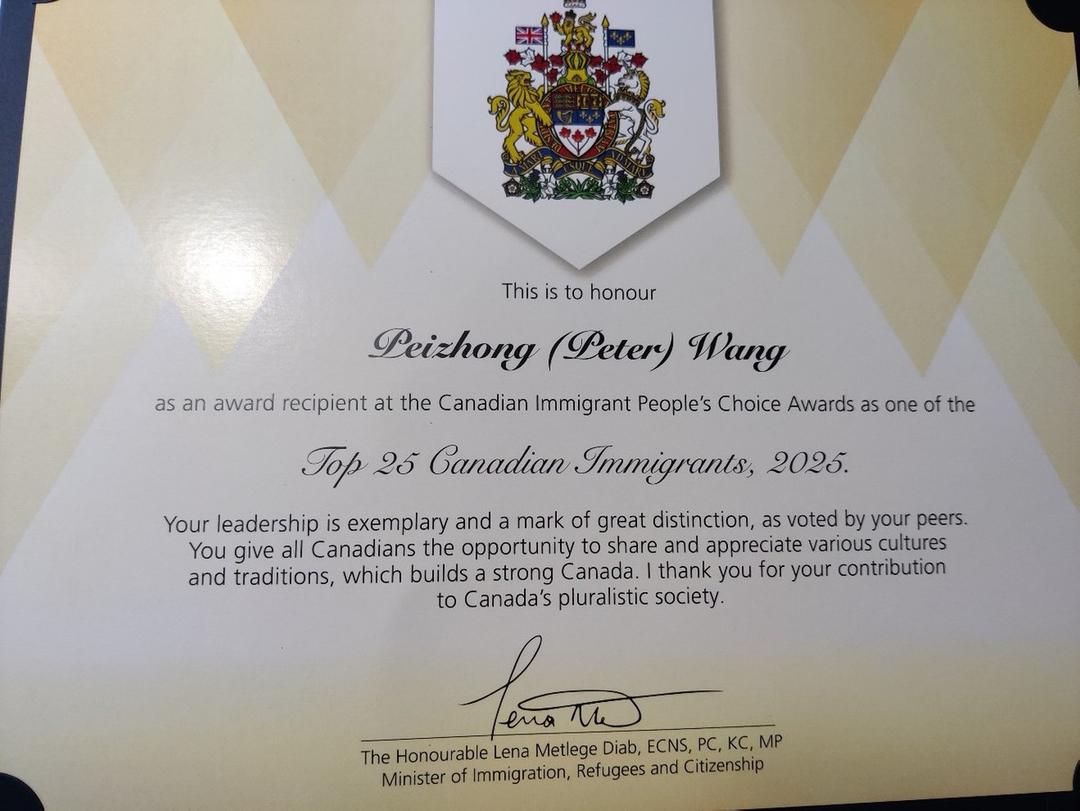 This is to honour
Peizhong (Peter) Wang
as an award recipient at the Canadian Immigrant People's Choice Awards as one of the
Top 25 Canadian Immigrants, 2025.
Your leadership is exemplary and a mark of great distinction, as voted by your peers.
You give all Canadians the opportunity to share and appreciate various cultures
and traditions, which builds a strong Canada. I thank you for your contribution
to Canada's pluralistic society.
The Honourable Lena Metlege Diab, ECNS, PC, KC, MP
Minister of Immigration, Refugees and Citizenship